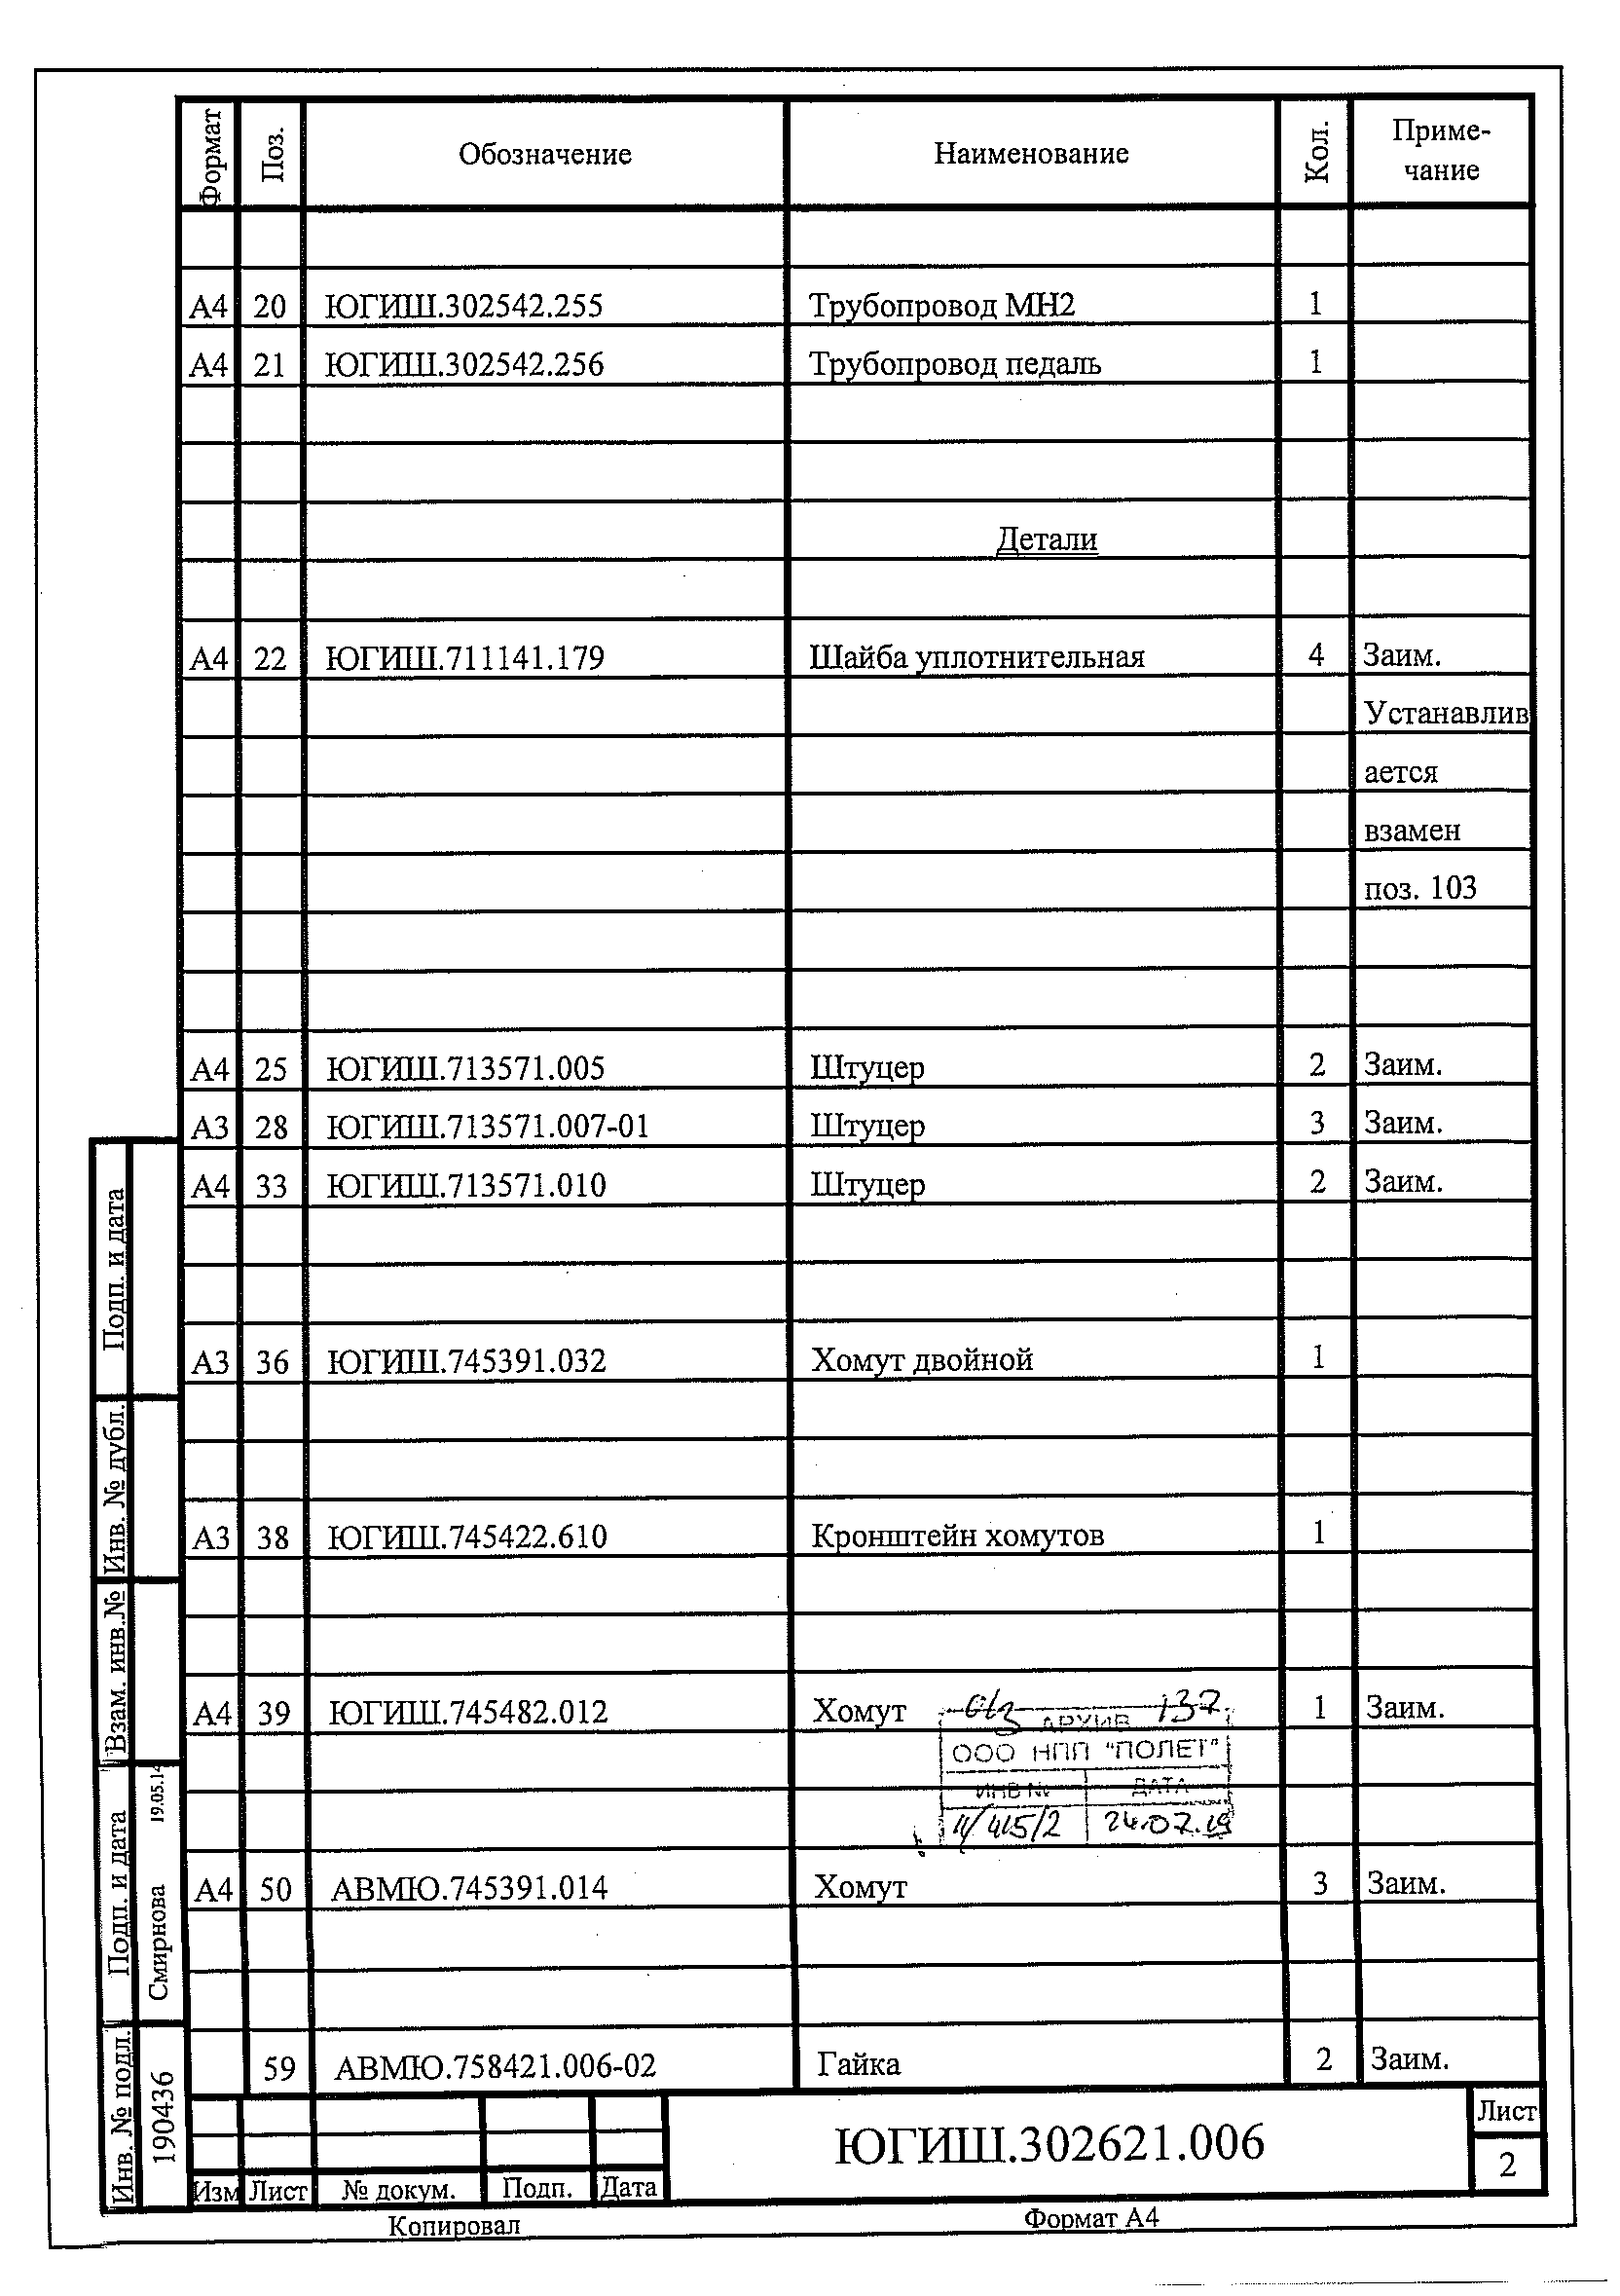 Формат Поз. Обозначение Наименование Кол. Приме-
чание
А4 20 ЮГИШ.302542.255 Трубопровод МН2 1
А4 21 ЮГИШ.302542.256 Трубопровод педаль 1
Детали
А4 22 ЮГИШ.711141.179 Шайба уплотнительная 4 Заим.
Устанавлив
ается
взамен
поз. 103
А4 25 ЮГИШ.713571.005 Штуцер 2 Заим.
А3 28 ЮГИШ.713571.007-01 Штуцер 3 Заим.
А4 33 ЮГИШ.713571.010 Штуцер 2 Заим.
А3 36 ЮГИШ.745391.032 Хомут двойной 1
А3 38 ЮГИШ.745422.610 Кронштейн хомутов 1
А4 39 ЮГИШ.745482.012 Хомут 1 Заим.
137
АРХИВ
ООО НПП "ПОЛЕТ"
ИНВ № ДАТА
24.07.19
А4 50 АВМЮ.745391.014 Хомут 3 Заим.
59 АВМЮ.758421.006-02 Гайка 2 Заим.
Подп. и дата
Инв. № дубл.
Взам. инв.№
Подп. и дата
Смирнова 19.05.14
Инв. № подл.
190436
ЮГИШ.302621.006
Лист
2
Изм Лист № докум. Подп. Дата
Копировал Формат А4